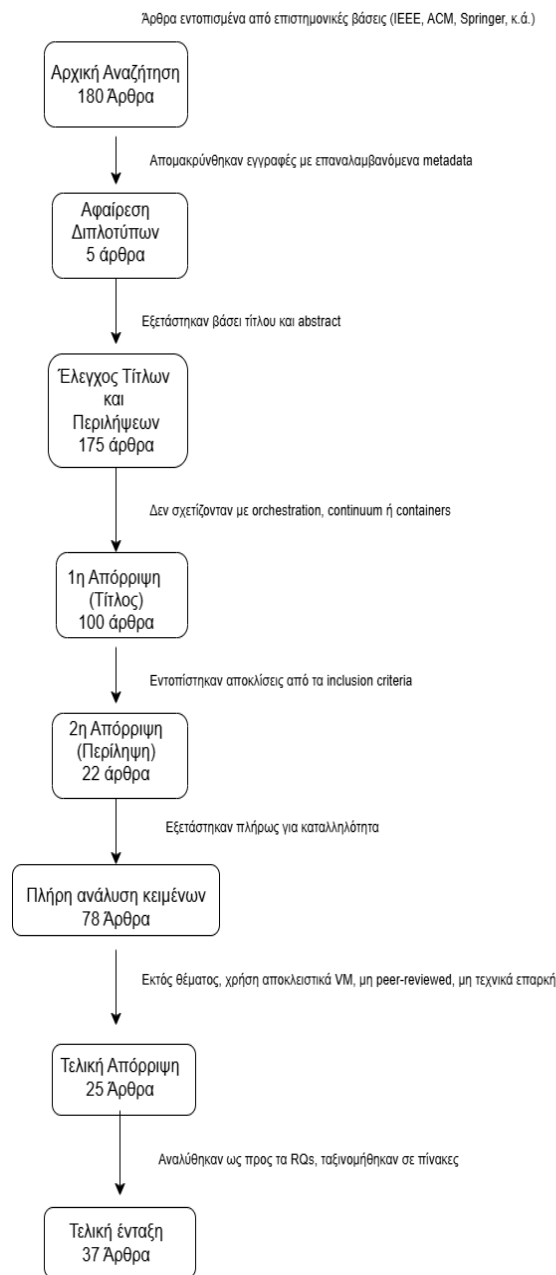 Άρθρα εντοπισμένα από επιστημονικές βάσεις (IEEE, ACM, Springer, κ.ά.)
Αρχική Αναζήτηση
180 Άρθρα
Απομακρύνθηκαν εγγραφές με επαναλαμβανόμενα metadata
Αφαίρεση
Διπλοτύπων
5 άρθρα
Εξετάστηκαν βάσει τίτλου και abstract
Έλεγχος Τίτλων
και
Περιλήψεων
175 άρθρα
Δεν σχετίζονταν με orchestration, continuum ή containers
1η Απόρριψη
(Τίτλος)
100 άρθρα
Εντοπίστηκαν αποκλίσεις από τα inclusion criteria
2η Απόρριψη
(Περίληψη)
22 άρθρα
Εξετάστηκαν πλήρως για καταλληλότητα
Πλήρη ανάλυση κειμένων
78 Άρθρα
Εκτός θέματος, χρήση αποκλειστικά VM, μη peer-reviewed, μη τεχνικά επαρκή
Τελική Απόρριψη
25 Άρθρα
Αναλύθηκαν ως προς τα RQs, ταξινομήθηκαν σε πίνακες
Τελική ένταξη
37 Άρθρα